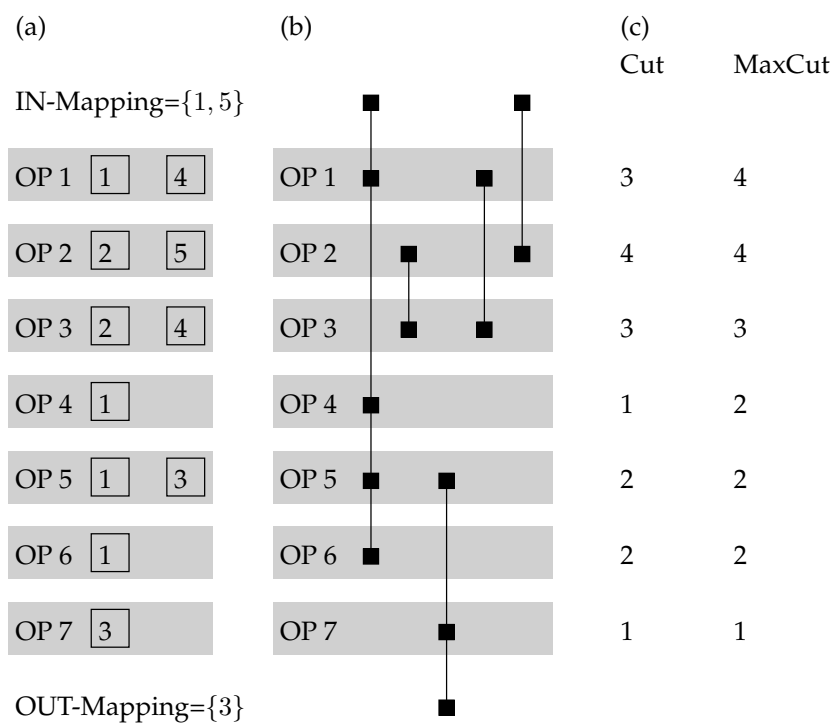 (a) (b) (c)
Cut MaxCut
IN-Mapping={1, 5}
OP 1 1 4 OP 1 3 4
OP 2 2 5 OP 2 4 4
OP 3 2 4 OP 3 3 3
OP 4 1 OP 4 1 2
OP 5 1 3 OP 5 2 2
OP 6 1 OP 6 2 2
OP 7 3 OP 7 1 1
OUT-Mapping={3}